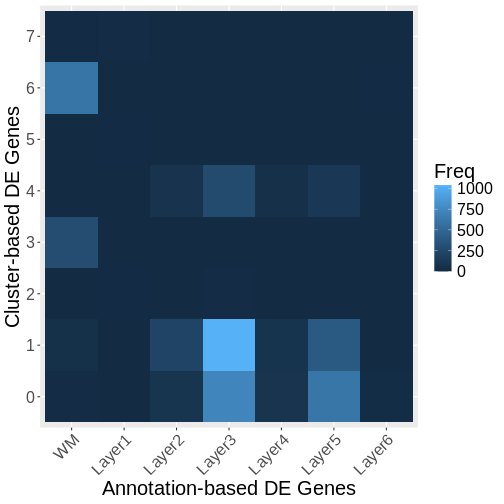 Cluster-based DE Genes
7
6
5
4
3
2
1
0
WM
Layer1
Layer2
Layer3
Layer4
Layer5
Layer6
Annotation-based DE Genes
Freq
1000
750
500
250
0